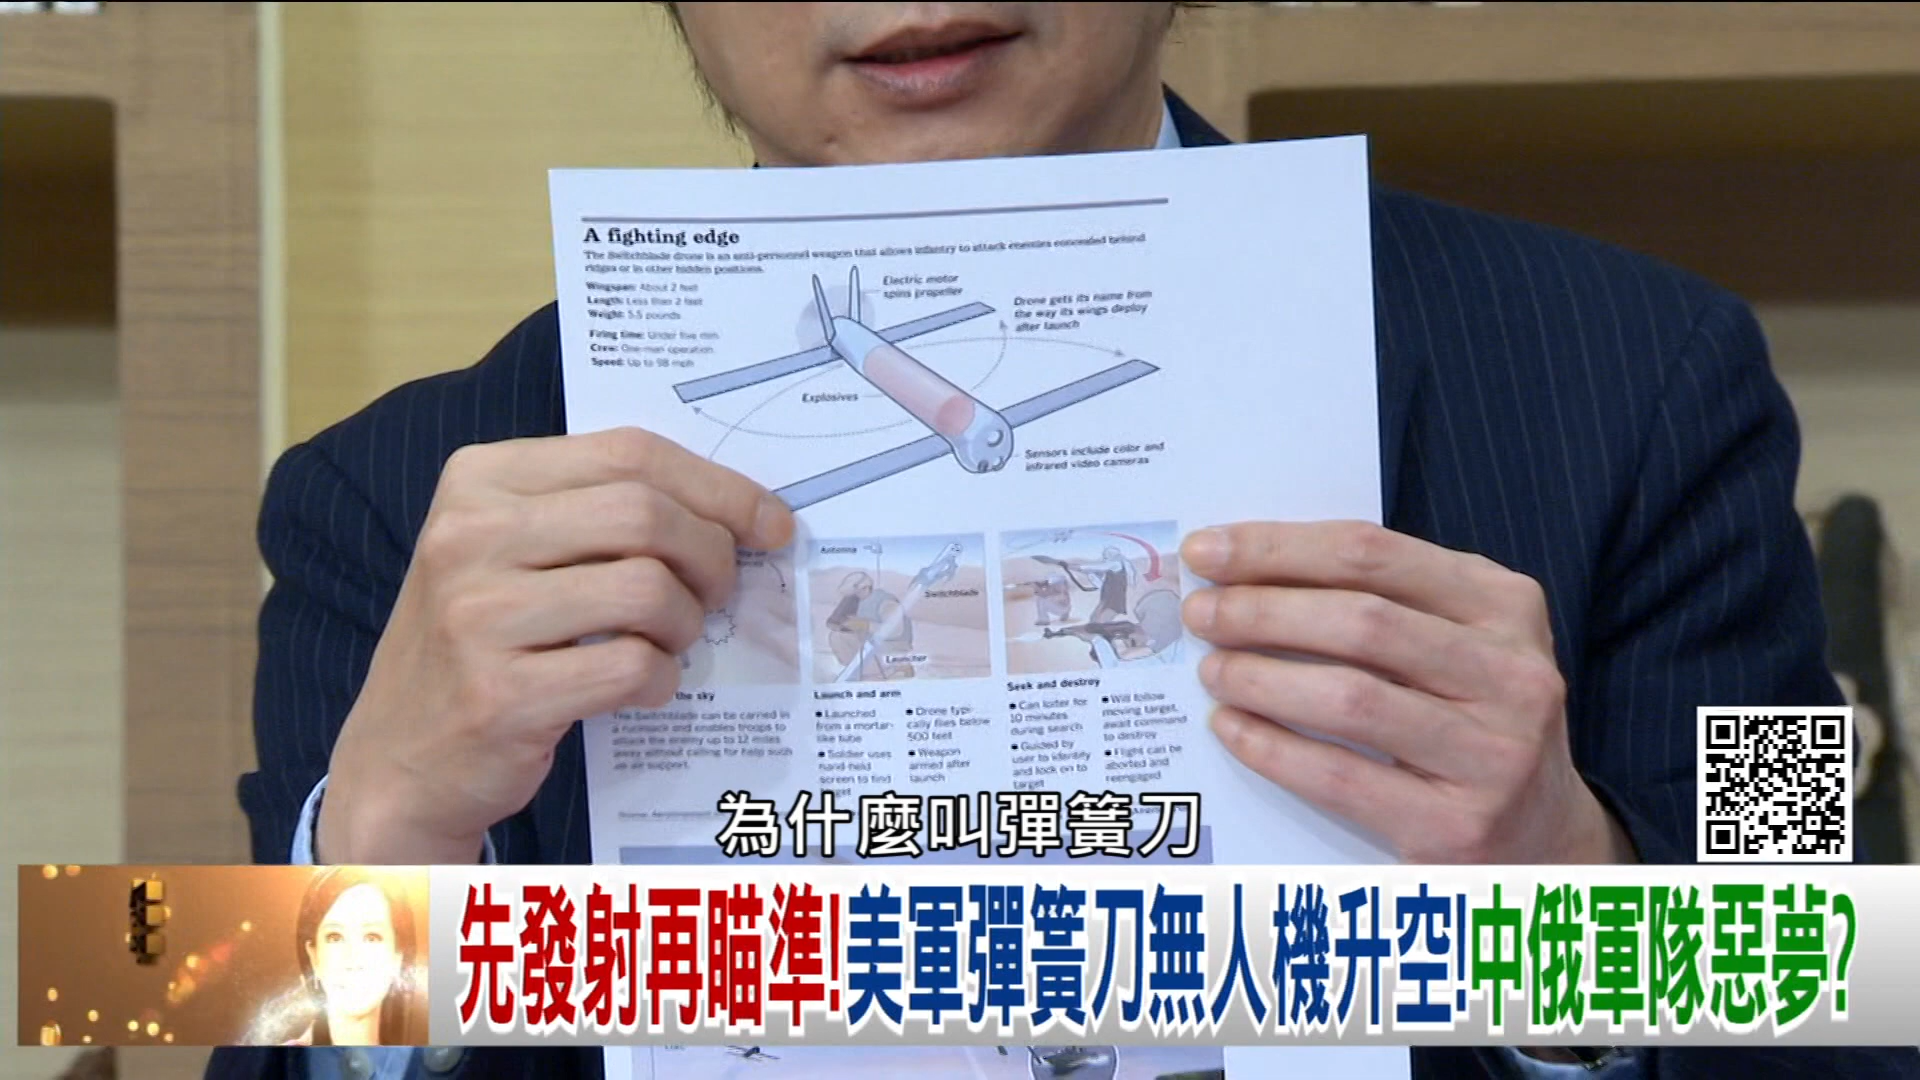 A fighting edge
The Switchblade drone is an anti-personnel weapon that allows infantry to attack enemies concealed behind
ridges or in other hidden positions.
Wingspan: About 2 feet
Length: Less than 2 feet
Weight: 5.5 pounds
Firing time: Under five min.
Crew: One-man operation
Speed: Up to 98 mph
Electric motor
spins propeller
Drone gets its name from
the way its wings deploy
after launch
Explosives
Sensors include color and
infrared video cameras
Antenna
Switchblade
Launcher
the sky
The Switchblade can be carried in
a rucksack and enables troops to
attack the enemy up to 12 miles
away without calling for help such
as air support.
Launch and arm
● Launched
from a mortar-
like tube
● Soldier uses
hand-held
screen to find
target
● Drone typi-
cally flies below
500 feet
● Weapon
armed after
launch
Seek and destroy
● Can loiter for
10 minutes
during search
● Guided by
user to identify
and lock on to
target
● Will follow
moving target,
await command
to destroy
● Flight can be
aborted and
reengaged
為什麼叫彈簧刀
先發射再瞄準!美軍彈簧刀無人機升空!中俄軍隊惡夢?